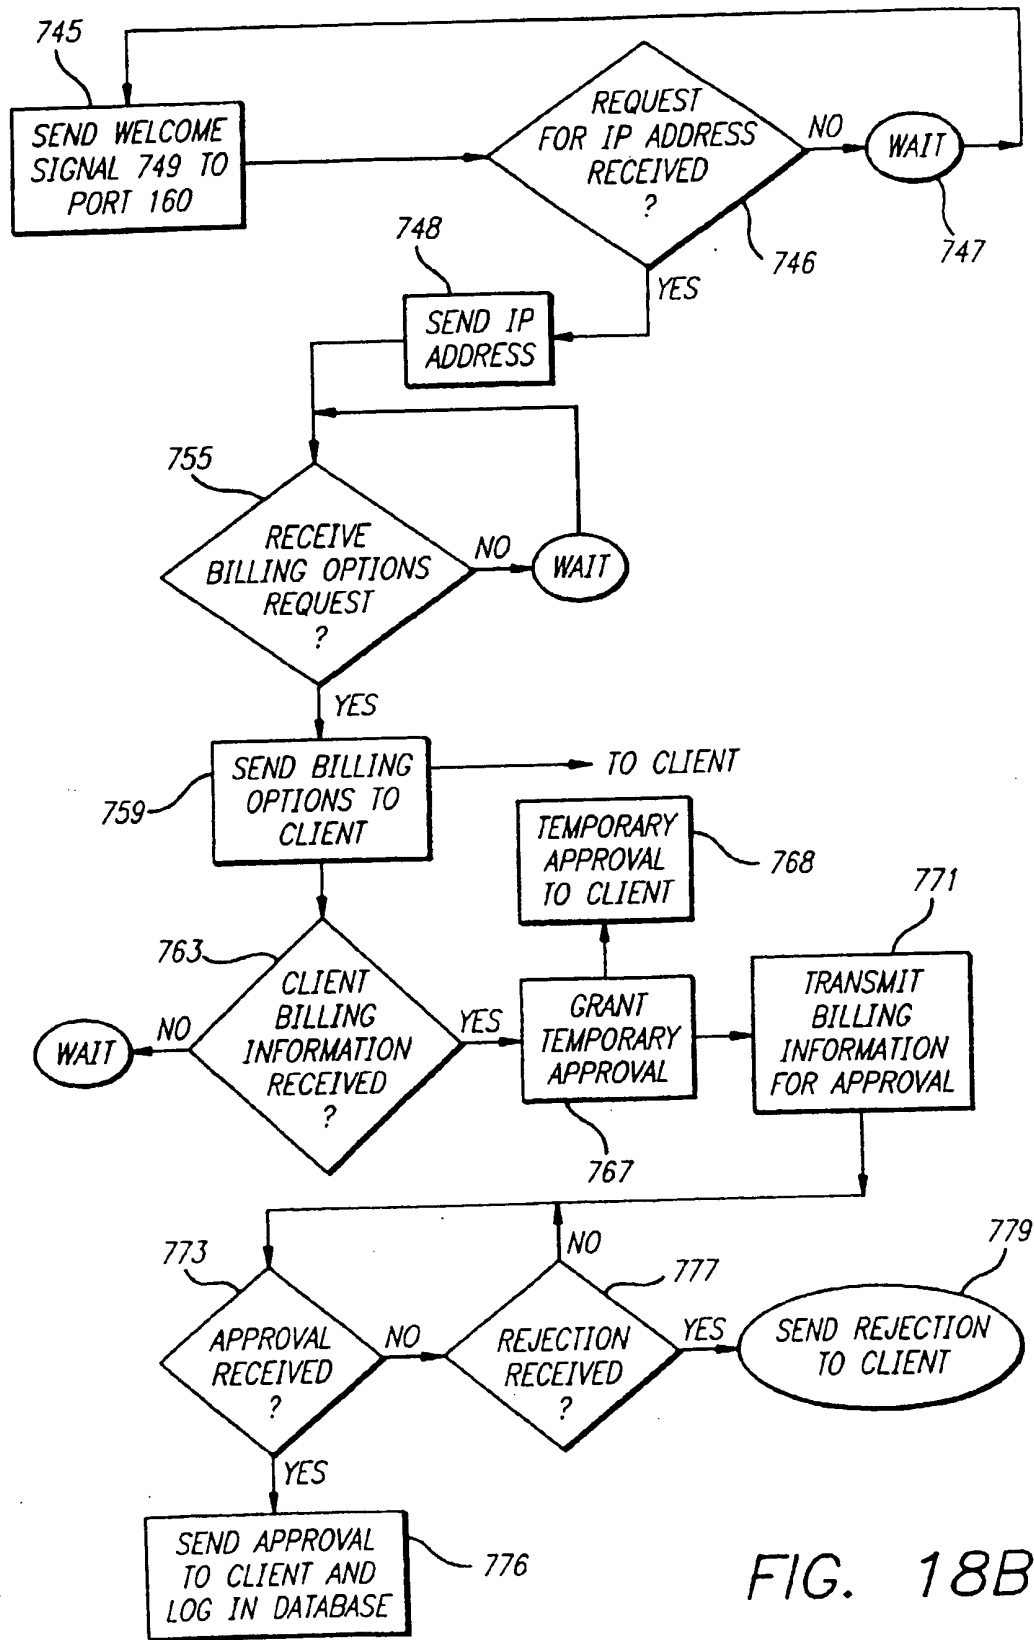 745
SEND WELCOME
SIGNAL 749 TO
PORT 160
REQUEST
FOR IP ADDRESS
RECEIVED
?
NO
WAIT
747
746
YES
748
SEND IP
ADDRESS
755
RECEIVE
BILLING OPTIONS
REQUEST
?
NO
WAIT
YES
759
SEND BILLING
OPTIONS TO
CLIENT
TO CLIENT
TEMPORARY
APPROVAL
TO CLIENT
768
771
763
CLIENT
BILLING
INFORMATION
RECEIVED
?
NO
WAIT
YES
GRANT
TEMPORARY
APPROVAL
767
TRANSMIT
BILLING
INFORMATION
FOR APPROVAL
773
APPROVAL
RECEIVED
?
NO
NO
777
REJECTION
RECEIVED
?
YES
779
SEND REJECTION
TO CLIENT
YES
SEND APPROVAL
TO CLIENT AND
LOG IN DATABASE
776
FIG. 18B